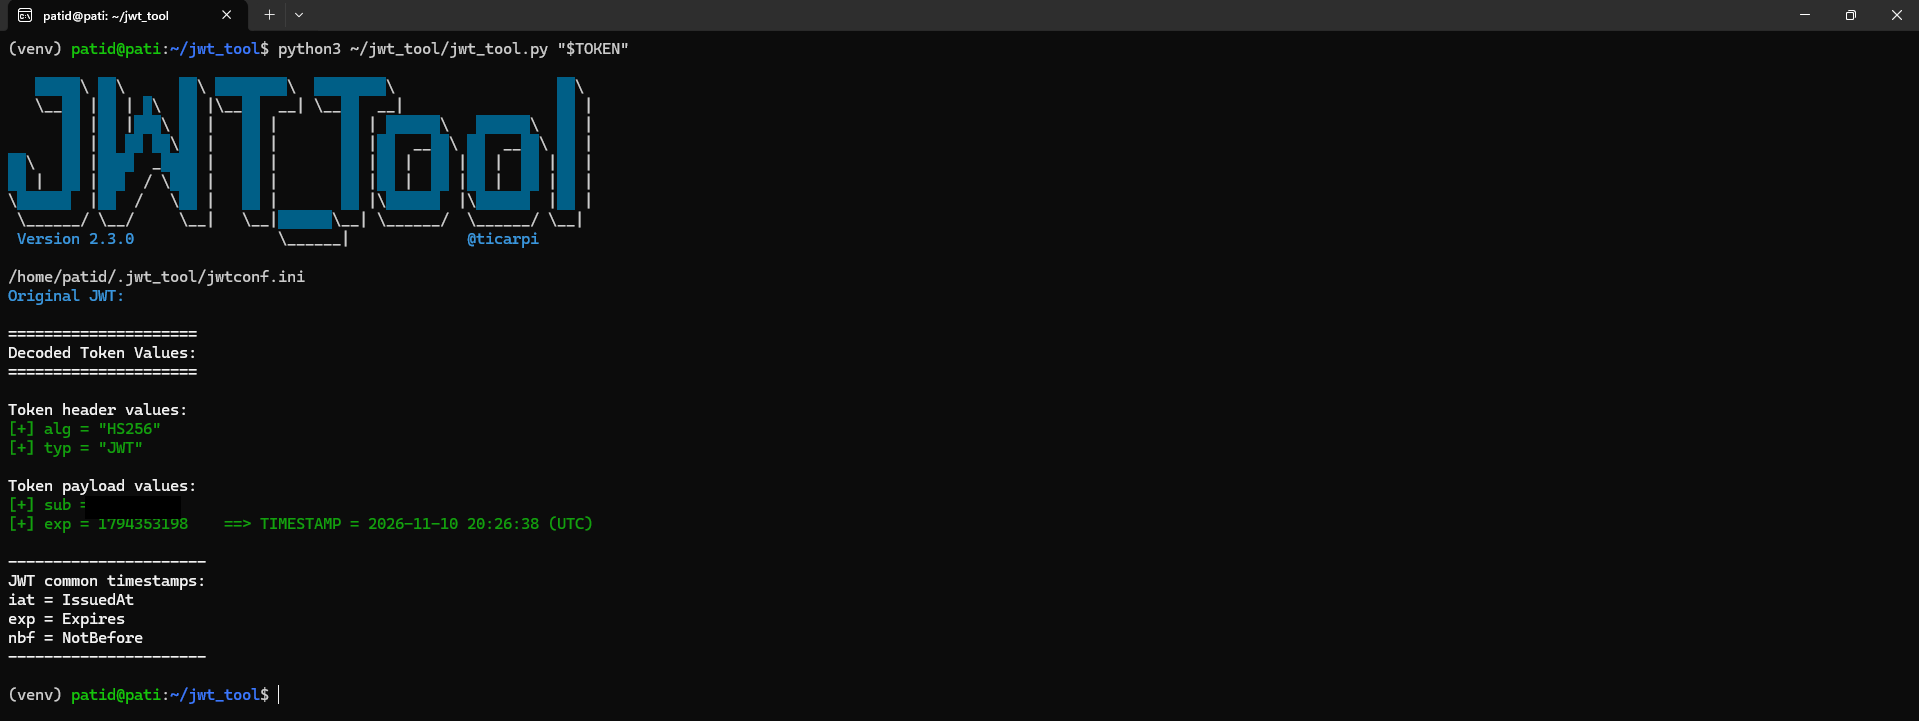 patid@pati: ~/jwt_tool
(venv) patid@pati:~/jwt_tool$ python3 ~/jwt_tool/jwt_tool.py "$TOKEN"
JWT_Tool
Version 2.3.0 @ticarpi
/home/patid/.jwt_tool/jwtconf.ini
Original JWT:
=====================
Decoded Token Values:
=====================
Token header values:
[+] alg = "HS256"
[+] typ = "JWT"
Token payload values:
[+] sub =
[+] exp = 1794353198 ==> TIMESTAMP = 2026-11-10 20:26:38 (UTC)
----------------------
JWT common timestamps:
iat = IssuedAt
exp = Expires
nbf = NotBefore
----------------------
(venv) patid@pati:~/jwt_tool$